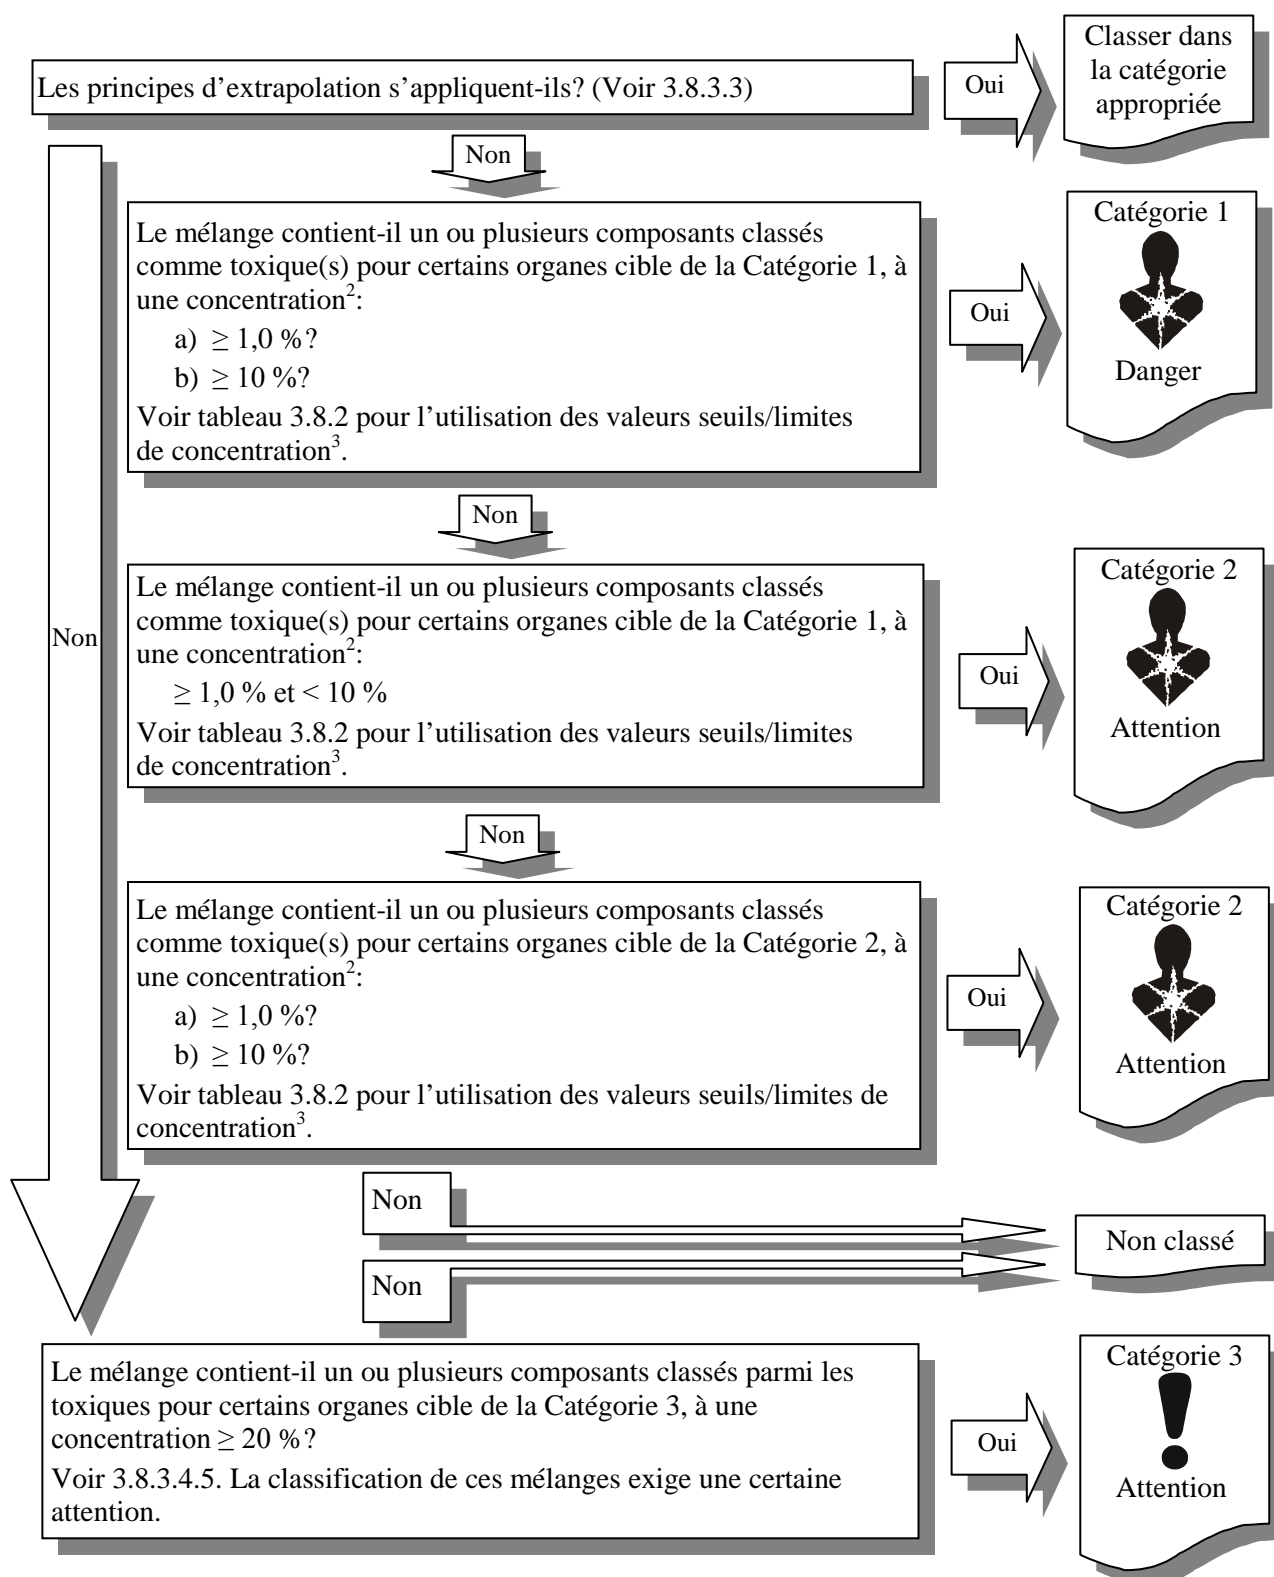 Les principes d'extrapolation s'appliquent-ils? (Voir 3.8.3.3)
Oui
Classer dans
la catégorie
appropriée
Non
Non
Le mélange contient-il un ou plusieurs composants classés
comme toxique(s) pour certains organes cible de la Catégorie 1, à
une concentration²:
a) ≥ 1,0 %?
b) ≥ 10 %?
Voir tableau 3.8.2 pour l'utilisation des valeurs seuils/limites
de concentration³.
Oui
Catégorie 1
Danger
Non
Le mélange contient-il un ou plusieurs composants classés
comme toxique(s) pour certains organes cible de la Catégorie 1, à
une concentration²:
≥ 1,0 % et < 10 %
Voir tableau 3.8.2 pour l'utilisation des valeurs seuils/limites
de concentration³.
Oui
Catégorie 2
Attention
Non
Le mélange contient-il un ou plusieurs composants classés
comme toxique(s) pour certains organes cible de la Catégorie 2, à
une concentration²:
a) ≥ 1,0 %?
b) ≥ 10 %?
Voir tableau 3.8.2 pour l'utilisation des valeurs seuils/limites de
concentration³.
Oui
Catégorie 2
Attention
Non
Non classé
Non
Le mélange contient-il un ou plusieurs composants classés parmi les
toxiques pour certains organes cible de la Catégorie 3, à une
concentration ≥ 20 %?
Voir 3.8.3.4.5. La classification de ces mélanges exige une certaine
attention.
Oui
Catégorie 3
Attention